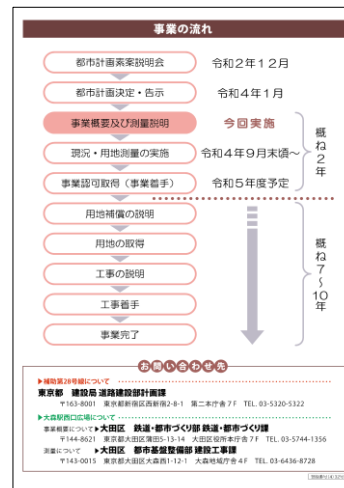 事業の流れ
都市計画素案説明会 令和2年12月
都市計画決定・告示 令和4年1月
事業概要及び測量説明 今回実施
現況・用地測量の実施 令和4年9月末頃～
事業認可取得（事業着手） 令和5年度予定
概ね2年
用地補償の説明
用地の取得
工事の説明
工事着手
事業完了
概ね7～10年
お問い合わせ先
▶補助第28号線について
東京都 建設局 道路建設部計画課
〒163-8001 東京都新宿区西新宿2-8-1 第二本庁舎7F TEL. 03-5320-5322
▶大森駅西口広場について
事業概要について▶大田区 鉄道・都市づくり部 鉄道・都市づくり課
〒144-8621 東京都大田区蒲田5-13-14 大田区役所本庁舎7F TEL. 03-5744-1356
測量について▶大田区 都市基盤整備部 建設工事課
〒143-0015 東京都大田区大森西1-12-1 大森地域庁舎4F TEL. 03-6436-8728